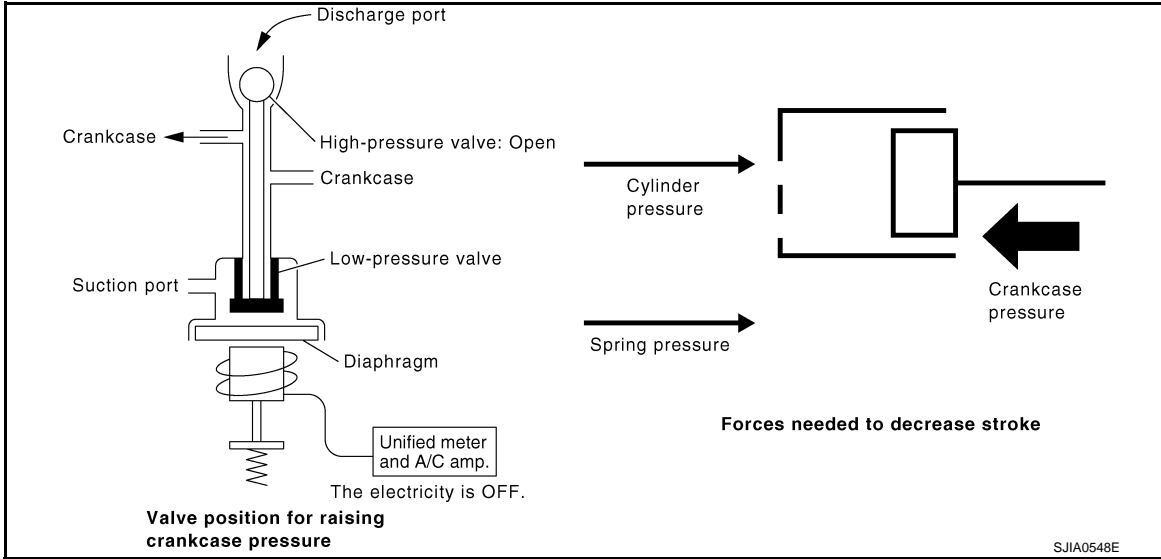 Discharge port
Crankcase
High-pressure valve: Open
Crankcase
Low-pressure valve
Suction port
Diaphragm
Unified meter
and A/C amp.
The electricity is OFF.
Valve position for raising
crankcase pressure
Cylinder
pressure
Crankcase
pressure
Spring pressure
Forces needed to decrease stroke
SJIA0548E